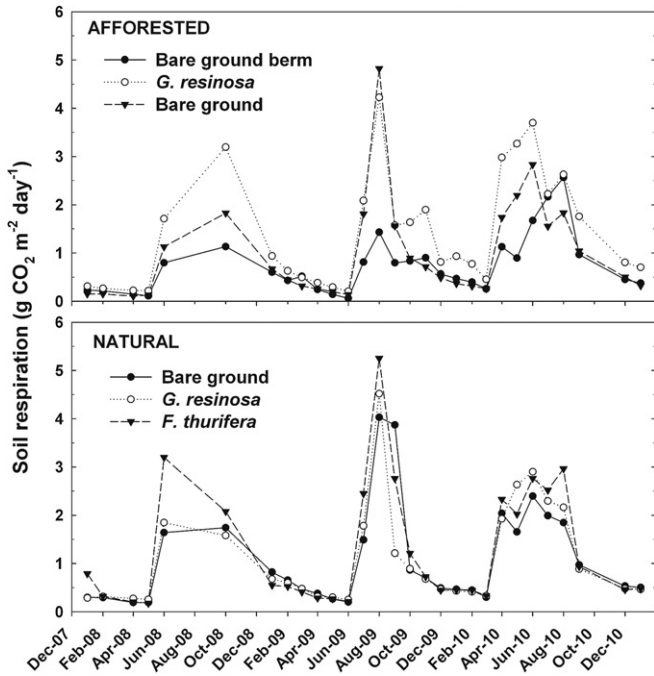 AFFORESTED
Bare ground berm
G. resinosa
Bare ground
6
5
4
3
2
1
0
NATURAL
Bare ground
G. resinosa
F. thurifera
6
5
4
3
2
1
0
Soil respiration (g CO₂ m⁻² day⁻¹)
Dec-07
Feb-08
Apr-08
Jun-08
Aug-08
Oct-08
Dec-08
Feb-09
Apr-09
Jun-09
Aug-09
Oct-09
Dec-09
Feb-10
Apr-10
Jun-10
Aug-10
Oct-10
Dec-10